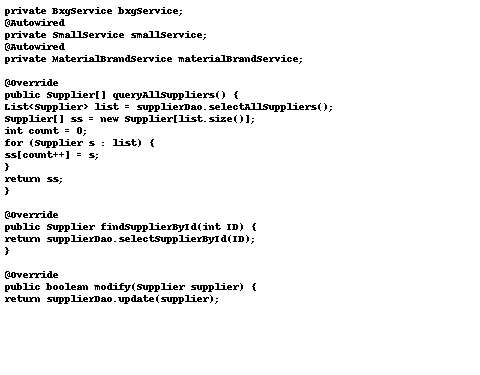 private BxgService bxgService;
@Autowired
private SmallService smallService;
@Autowired
private MaterialBrandService materialBrandService;

@Override
public Supplier[] queryAllSuppliers() {
List<Supplier> list = supplierDao.selectAllSuppliers();
Supplier[] ss = new Supplier[list.size()];
int count = 0;
for (Supplier s : list) {
ss[count++] = s;
}
return ss;
}

@Override
public Supplier findSupplierById(int ID) {
return supplierDao.selectSupplierById(ID);
}

@Override
public boolean modify(Supplier supplier) {
return supplierDao.update(supplier);